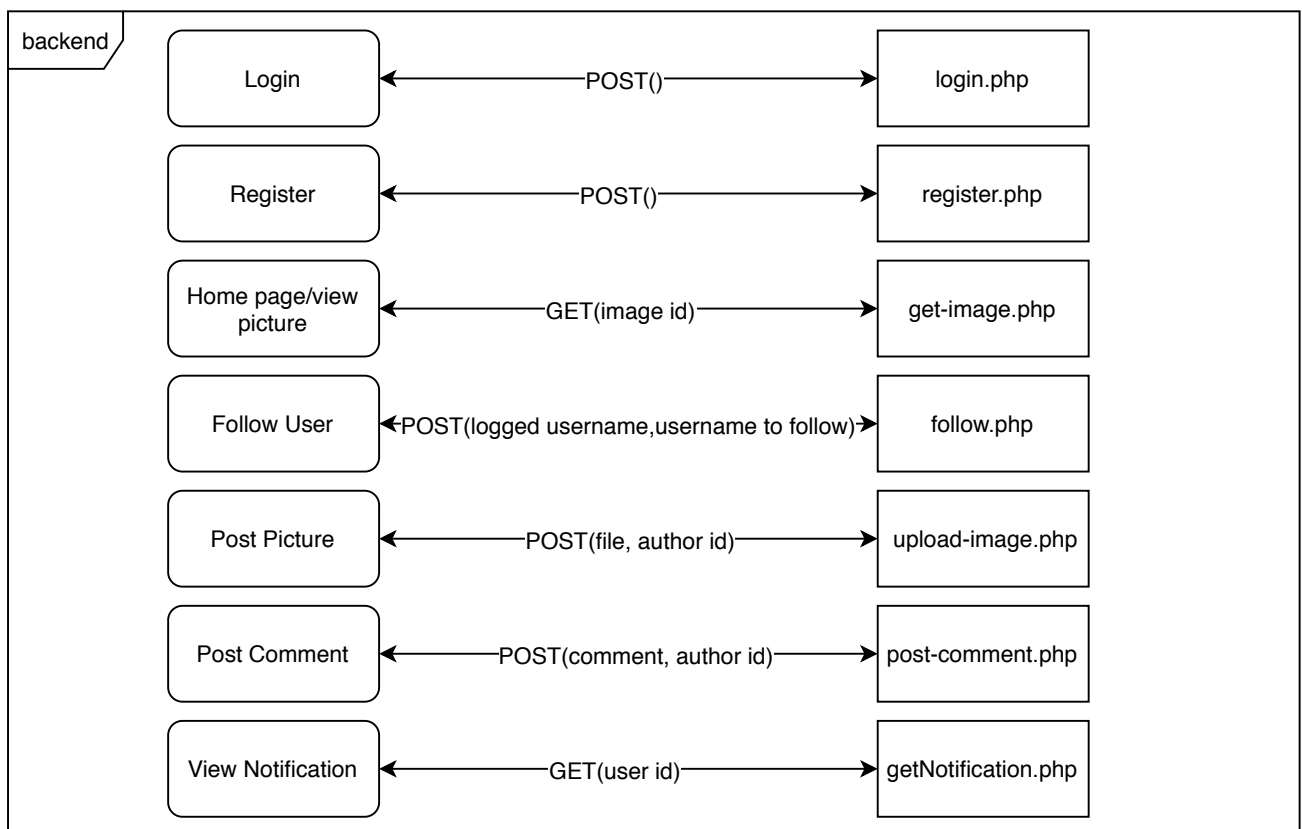 backend
Login
POST()
login.php
Register
POST()
register.php
Home page/view
picture
GET(image id)
get-image.php
Follow User
POST(logged username,username to follow)
follow.php
Post Picture
POST(file, author id)
upload-image.php
Post Comment
POST(comment, author id)
post-comment.php
View Notification
GET(user id)
getNotification.php